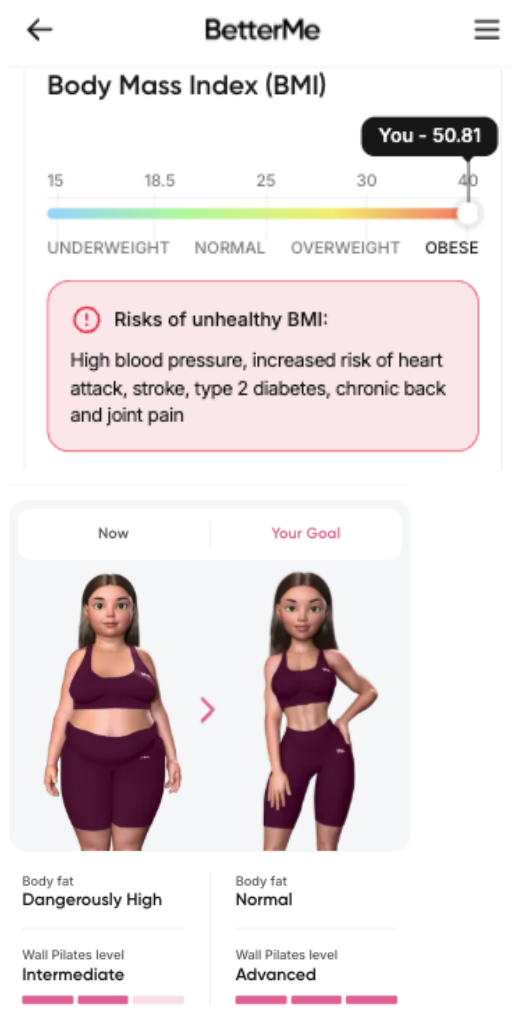 BetterMe
Body Mass Index (BMI)
You - 50.81
15 18.5 25 30 40
UNDERWEIGHT NORMAL OVERWEIGHT OBESE
Risks of unhealthy BMI:
High blood pressure, increased risk of heart
attack, stroke, type 2 diabetes, chronic back
and joint pain
Now Your Goal
Body fat Body fat
Dangerously High Normal
Wall Pilates level Wall Pilates level
Intermediate Advanced